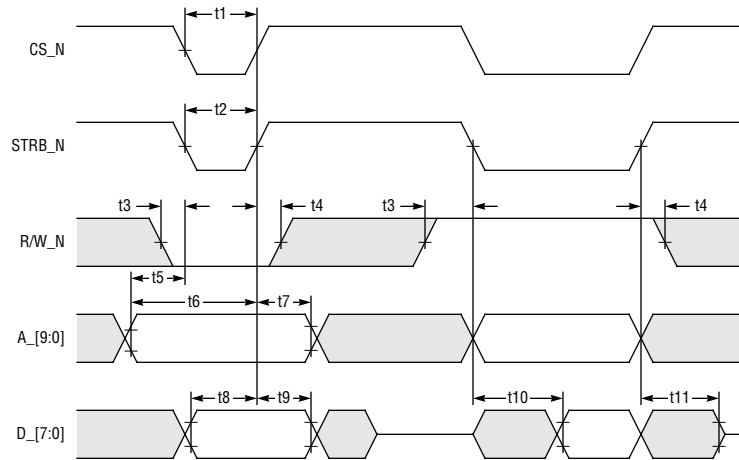 t1
CS_N
t2
STRB_N
t3 t4 t3 t4
R/W_N
t5
t6 t7
A_[9:0]
t8 t9 t10 t11
D_[7:0]